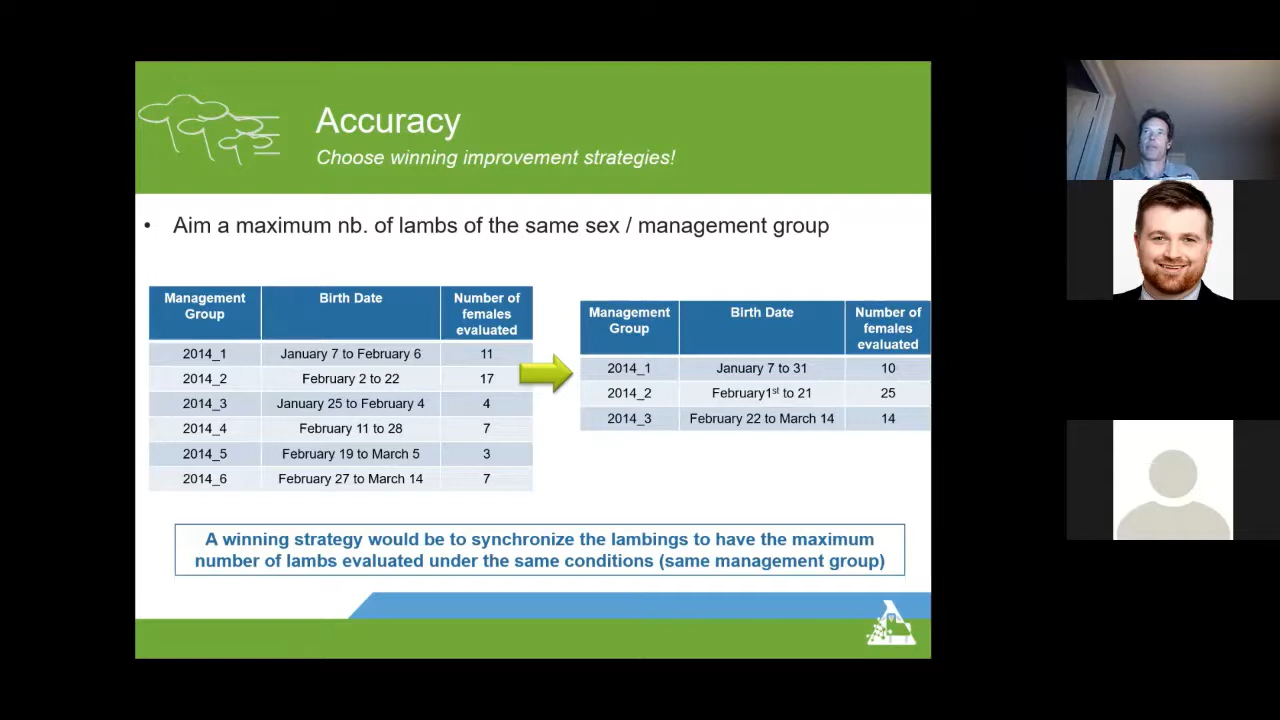 Accuracy
Choose winning improvement strategies!
• Aim a maximum nb. of lambs of the same sex / management group
Management Group Birth Date Number of females evaluated
2014_1 January 7 to February 6 11
2014_2 February 2 to 22 17
2014_3 January 25 to February 4 4
2014_4 February 11 to 28 7
2014_5 February 19 to March 5 3
2014_6 February 27 to March 14 7
Management Group Birth Date Number of females evaluated
2014_1 January 7 to 31 10
2014_2 February1st to 21 25
2014_3 February 22 to March 14 14
A winning strategy would be to synchronize the lambings to have the maximum
number of lambs evaluated under the same conditions (same management group)